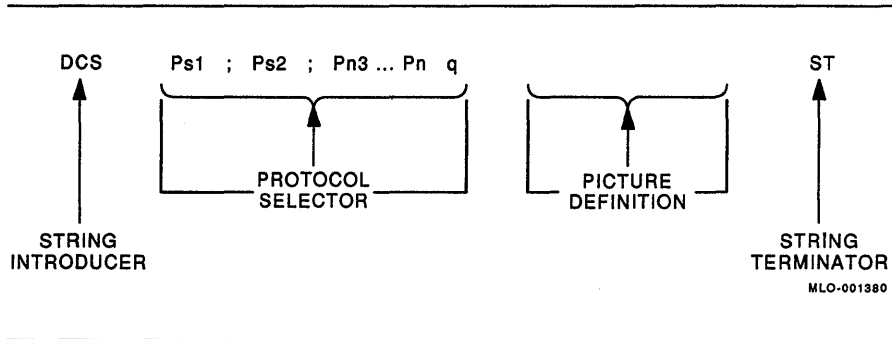 DCS Ps1 ; Ps2 ; Pn3 ... Pn q ST
PROTOCOL
SELECTOR
PICTURE
DEFINITION
STRING
INTRODUCER
STRING
TERMINATOR
MLO-001380